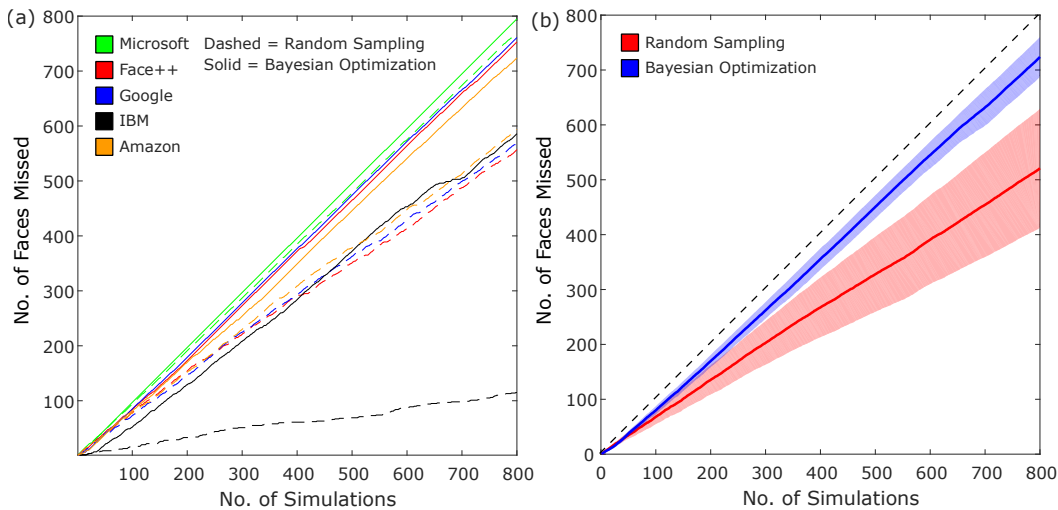 (a)
800
700
600
500
400
300
200
100
100 200 300 400 500 600 700 800
No. of Faces Missed
No. of Simulations
Microsoft
Face++
Google
IBM
Amazon
Dashed = Random Sampling
Solid = Bayesian Optimization
(b)
800
700
600
500
400
300
200
100
0
0 100 200 300 400 500 600 700 800
No. of Faces Missed
No. of Simulations
Random Sampling
Bayesian Optimization